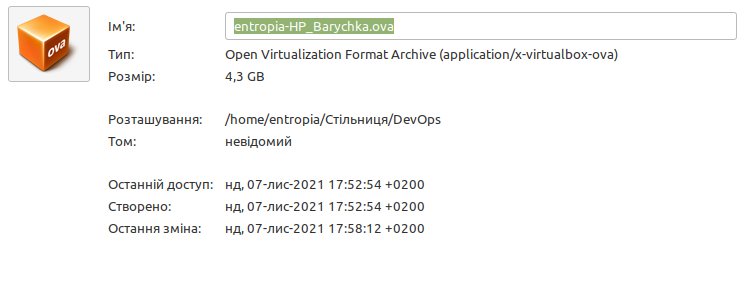 Ім'я: entropia-HP_Barychka.ova
ova
Тип: Open Virtualization Format Archive (application/x-virtualbox-ova)
Розмір: 4,3 GB
Розташування: /home/entropia/Стільниця/DevOps
Том: невідомий
Останній доступ: нд, 07-лис-2021 17:52:54 +0200
Створено: нд, 07-лис-2021 17:52:54 +0200
Остання зміна: нд, 07-лис-2021 17:58:12 +0200